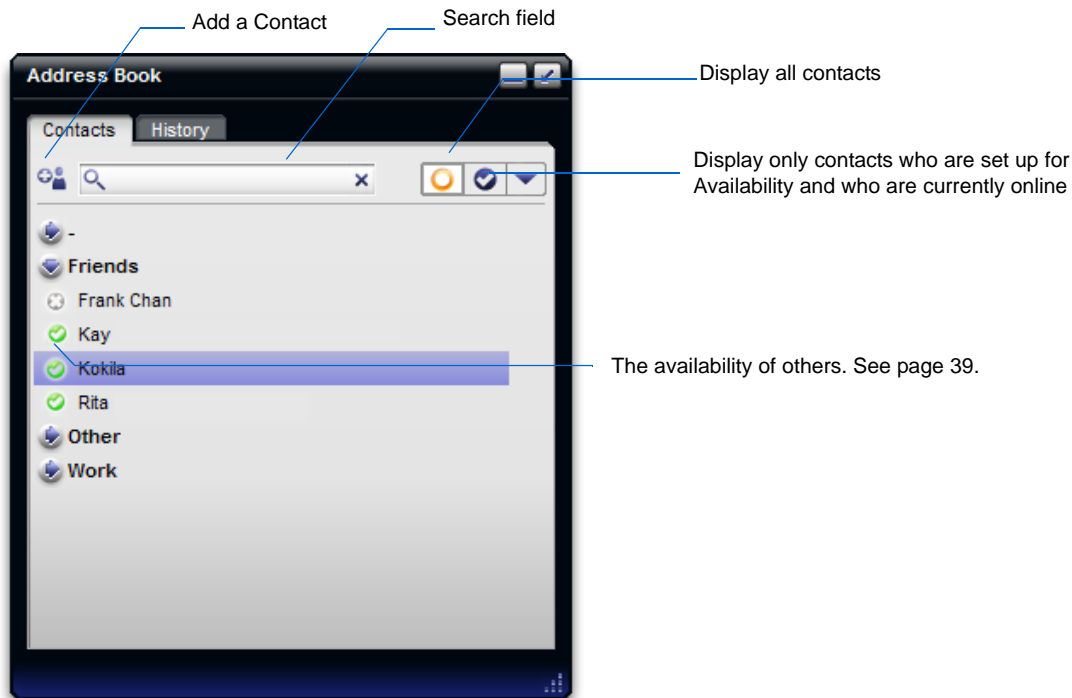 Add a Contact
Search field
Address Book
Display all contacts
Contacts
History
Display only contacts who are set up for
Availability and who are currently online
-
Friends
Frank Chan
Kay
Kokila
The availability of others. See page 39.
Rita
Other
Work